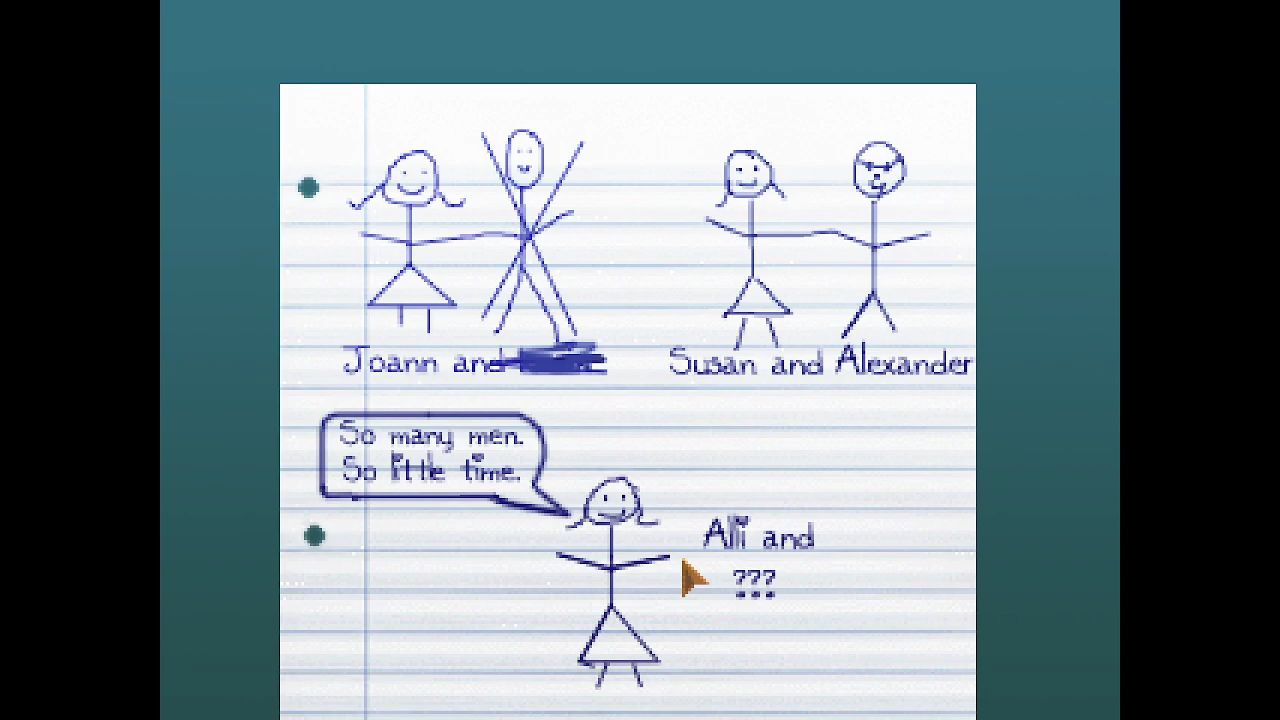 Joann and
Susan and Alexander
So many men.
So little time.
Alli and
???